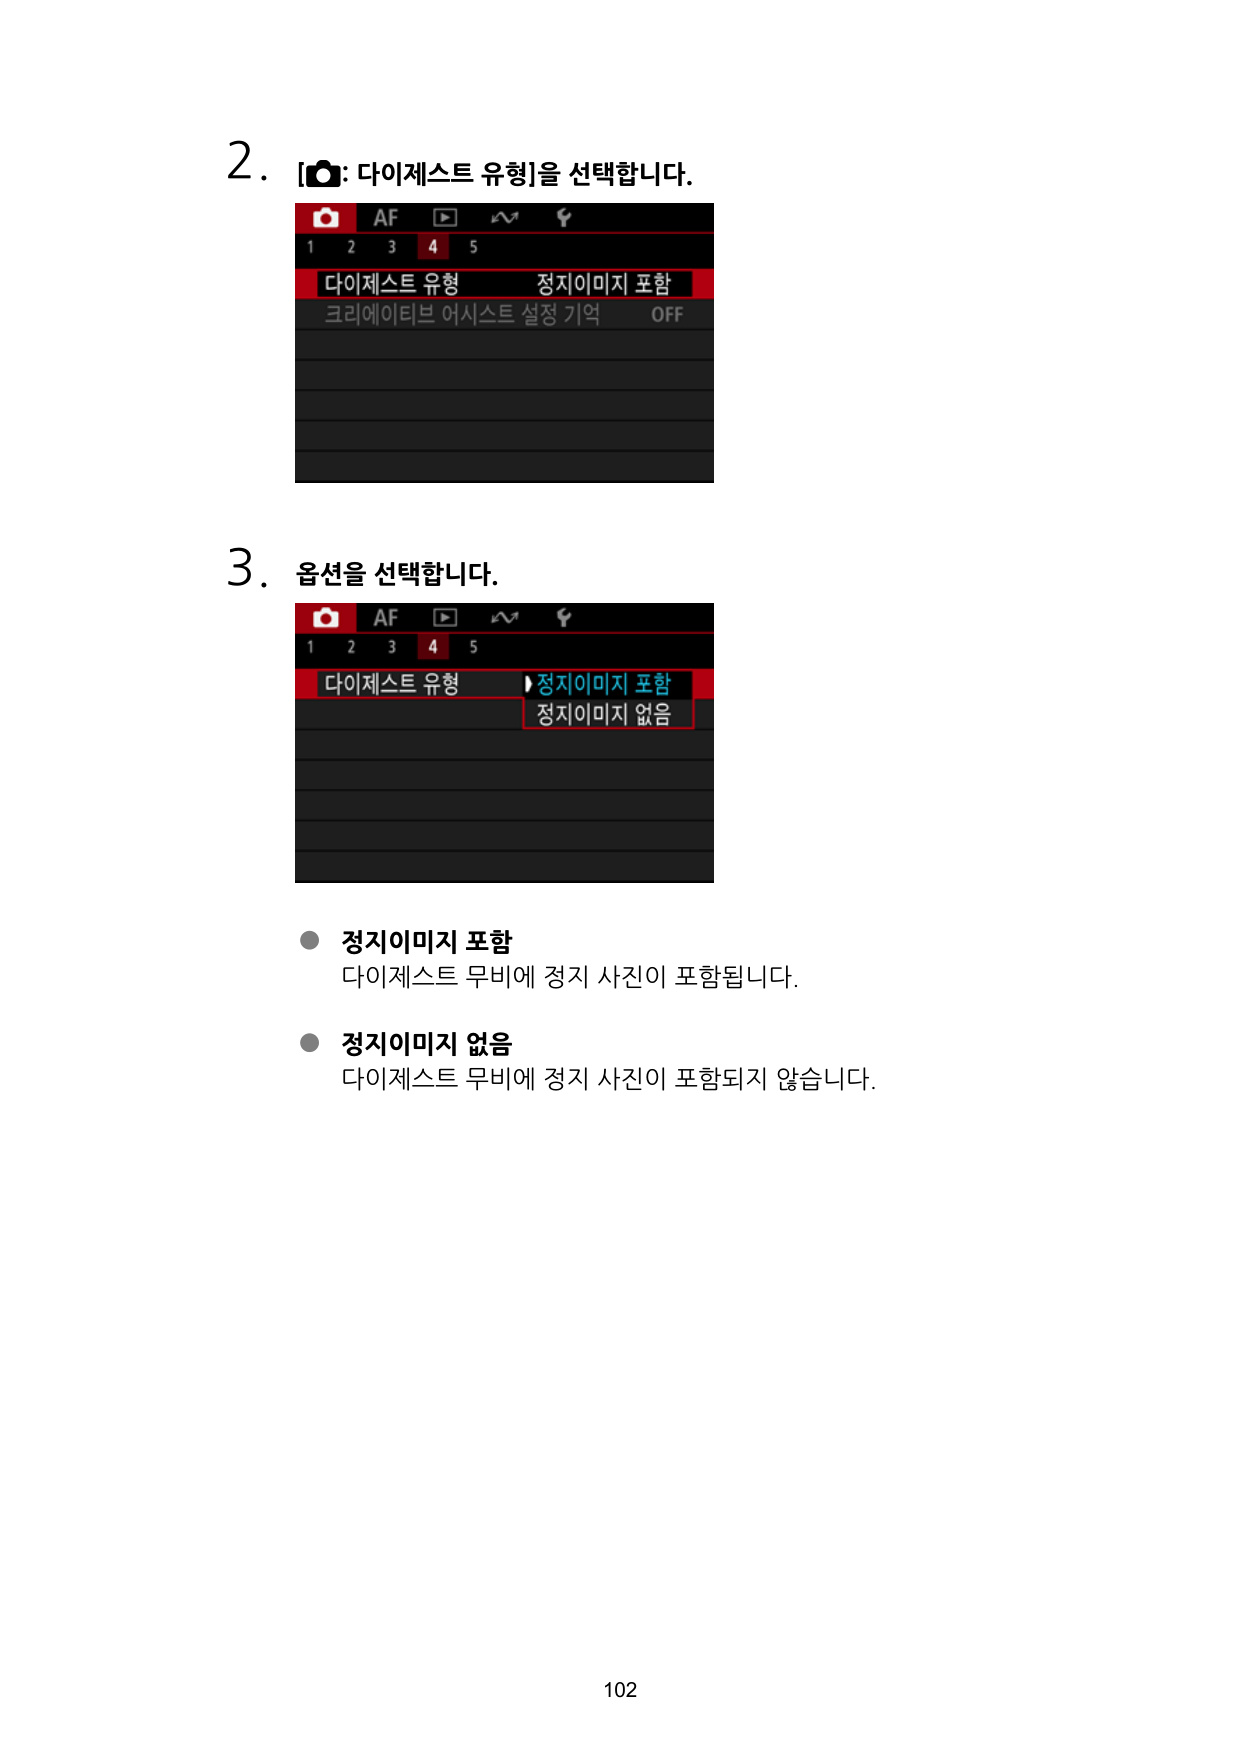 2. [: 다이제스트 유형]을 선택합니다.
AF
1 2 3 4 5
다이제스트 유형 정지이미지 포함
크리에이티브 어시스트 설정 기억 OFF
3. 옵션을 선택합니다.
AF
1 2 3 4 5
다이제스트 유형 정지이미지 포함
정지이미지 없음
● 정지이미지 포함
다이제스트 무비에 정지 사진이 포함됩니다.
● 정지이미지 없음
다이제스트 무비에 정지 사진이 포함되지 않습니다.
102